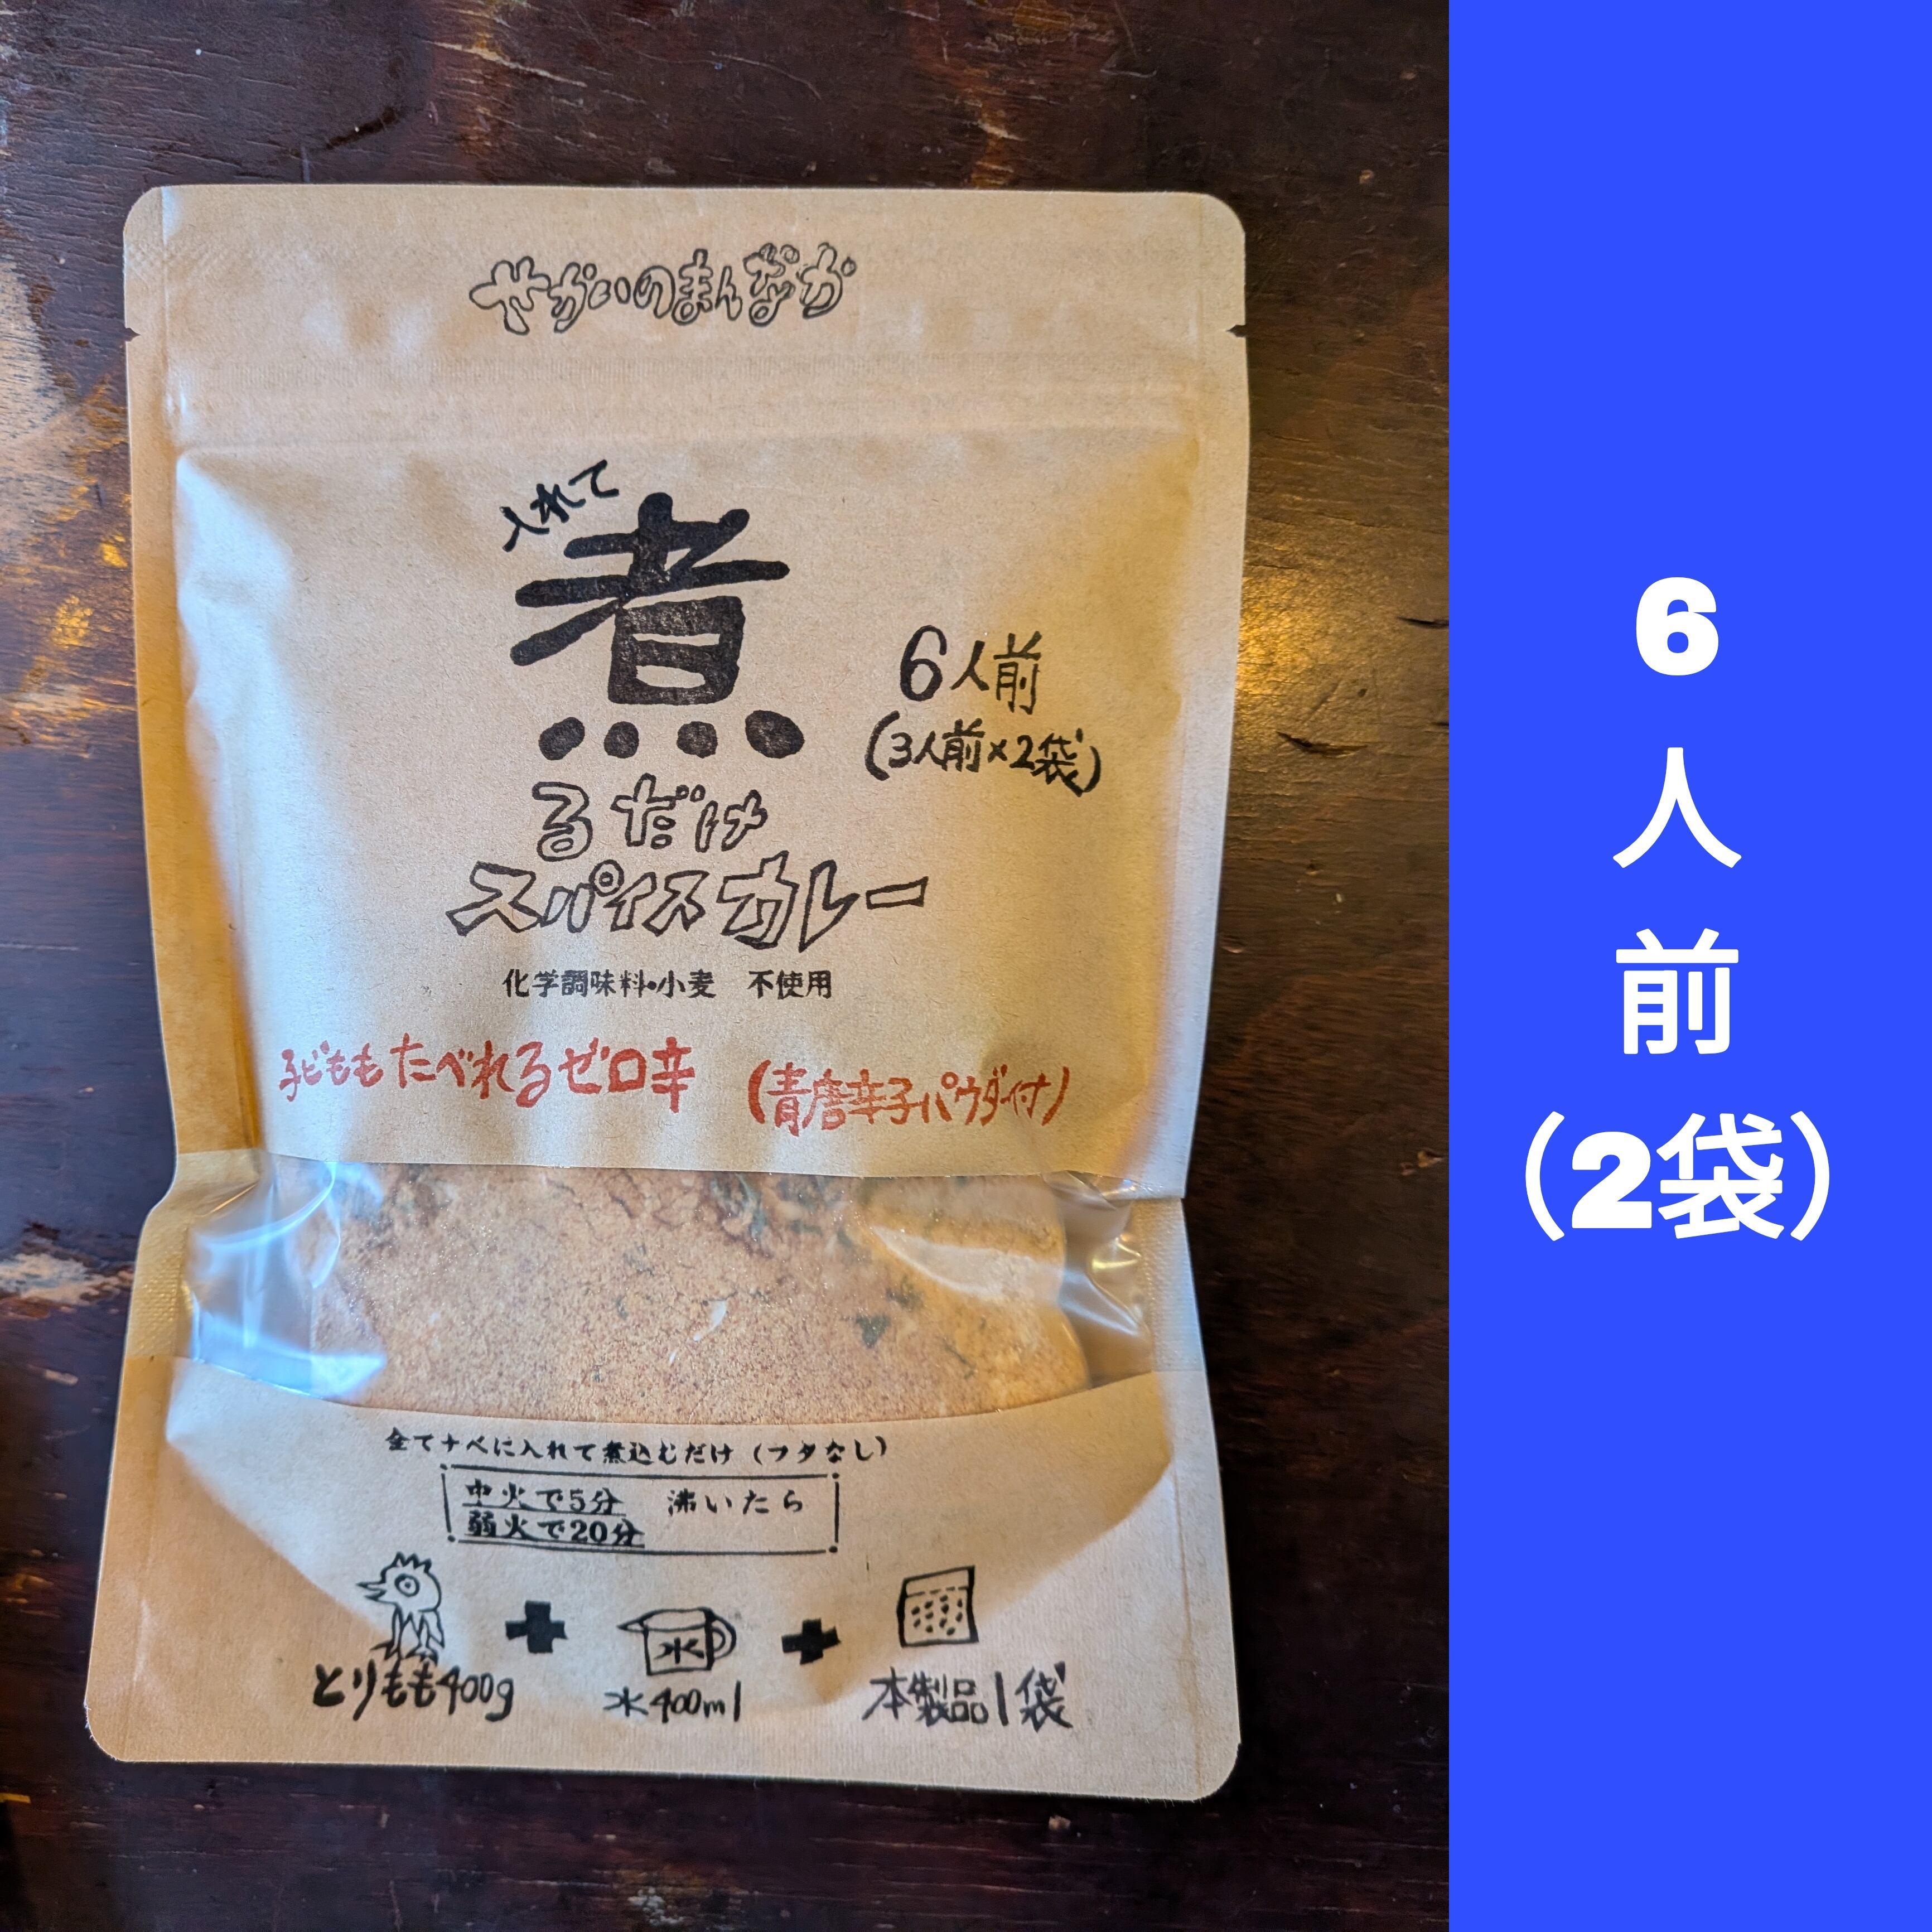 せかいのまんなか
入れて
煮
るだけ
スパイスカレー
6人前
(3人前×2袋)
化学調味料・小麦 不使用
子どももたべれるゼロ辛 (青唐辛子パウダー付)
全てナベに入れて煮込むだけ (フタなし)
中火で5分 沸いたら
弱火で20分
水
とりもも400g
水400ml
本製品1袋
6
人
前
(2袋)